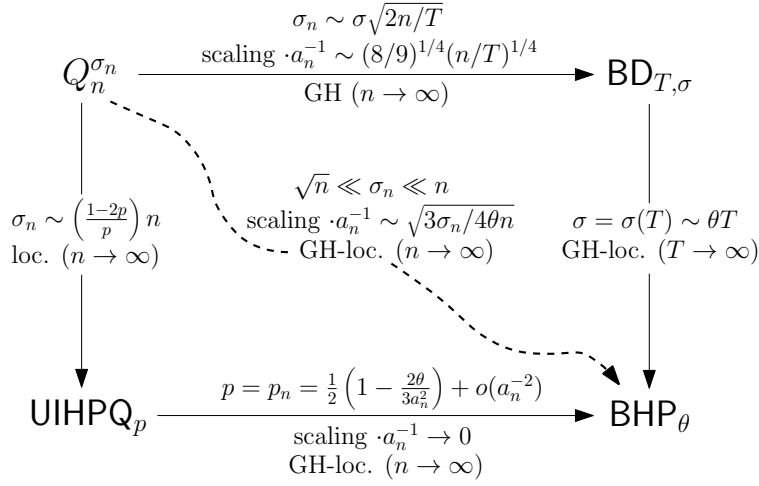 σ_n ∼ σ√(2n/T)
scaling ·a_n^{-1} ∼ (8/9)^{1/4}(n/T)^{1/4}
Q_n^{σ_n}
BD_{T,σ}
GH (n → ∞)
√n ≪ σ_n ≪ n
scaling ·a_n^{-1} ∼ √(3σ_n/4θn)
GH-loc. (n → ∞)
σ_n ∼ ((1−2p)/p) n
loc. (n → ∞)
σ = σ(T) ∼ θT
GH-loc. (T → ∞)
p = p_n = 1/2 (1 − 2θ/(3a_n^2)) + o(a_n^{-2})
UIHPQ_p
BHP_θ
scaling ·a_n^{-1} → 0
GH-loc. (n → ∞)